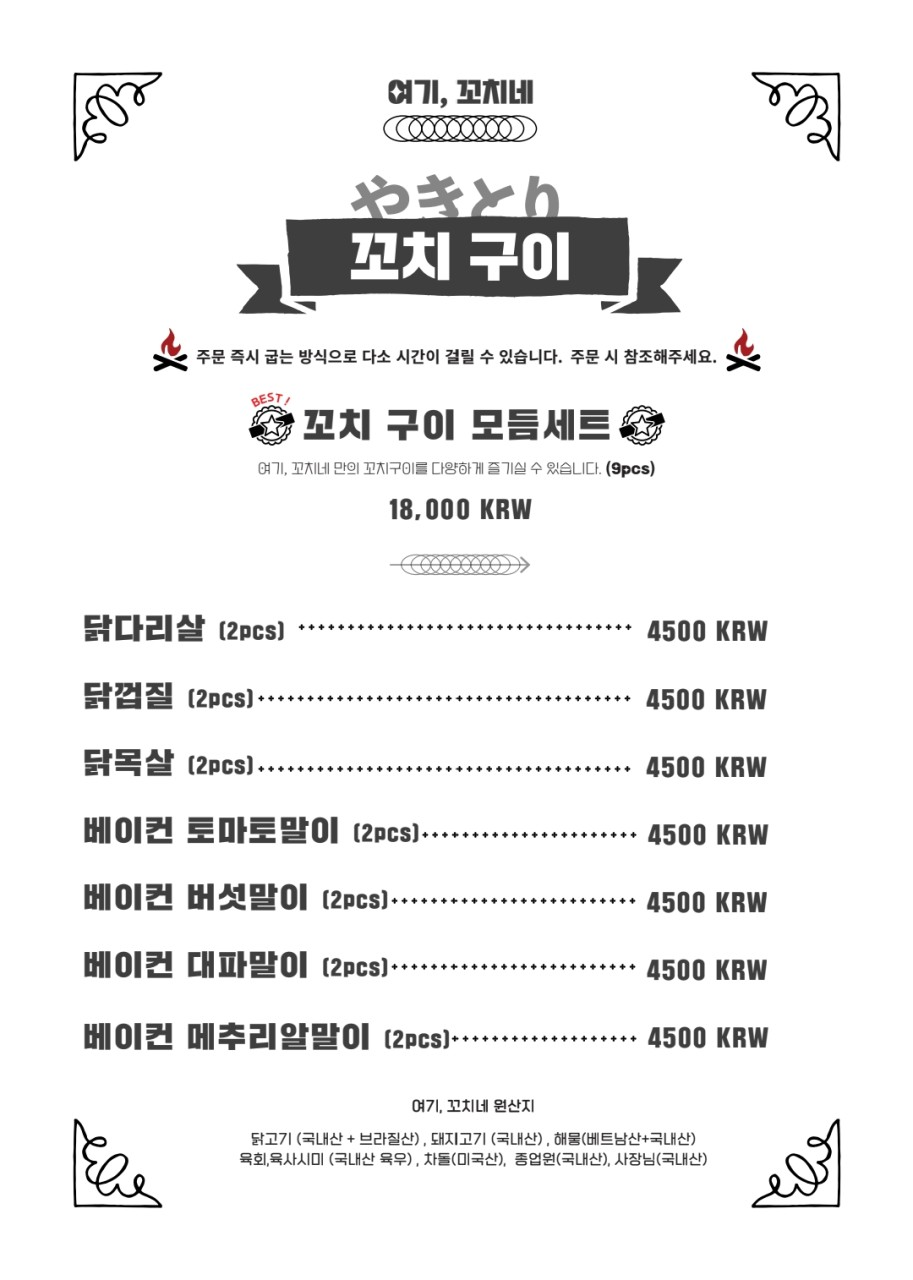 여기, 꼬치네
やきとり
꼬치 구이
주문 즉시 굽는 방식으로 다소 시간이 걸릴 수 있습니다. 주문 시 참조해주세요.
BEST!
꼬치 구이 모듬세트
여기, 꼬치네 만의 꼬치구이를 다양하게 즐기실 수 있습니다. (9pcs)
18,000 KRW
닭다리살 (2pcs) 4500 KRW
닭껍질 (2pcs) 4500 KRW
닭목살 (2pcs) 4500 KRW
베이컨 토마토말이 (2pcs) 4500 KRW
베이컨 버섯말이 (2pcs) 4500 KRW
베이컨 대파말이 (2pcs) 4500 KRW
베이컨 메추리알말이 (2pcs) 4500 KRW
여기, 꼬치네 원산지
닭고기 (국내산 + 브라질산) , 돼지고기 (국내산) , 해물(베트남산+국내산)
육회,육사시미 (국내산 육우) , 차돌(미국산), 종업원(국내산), 사장님(국내산)